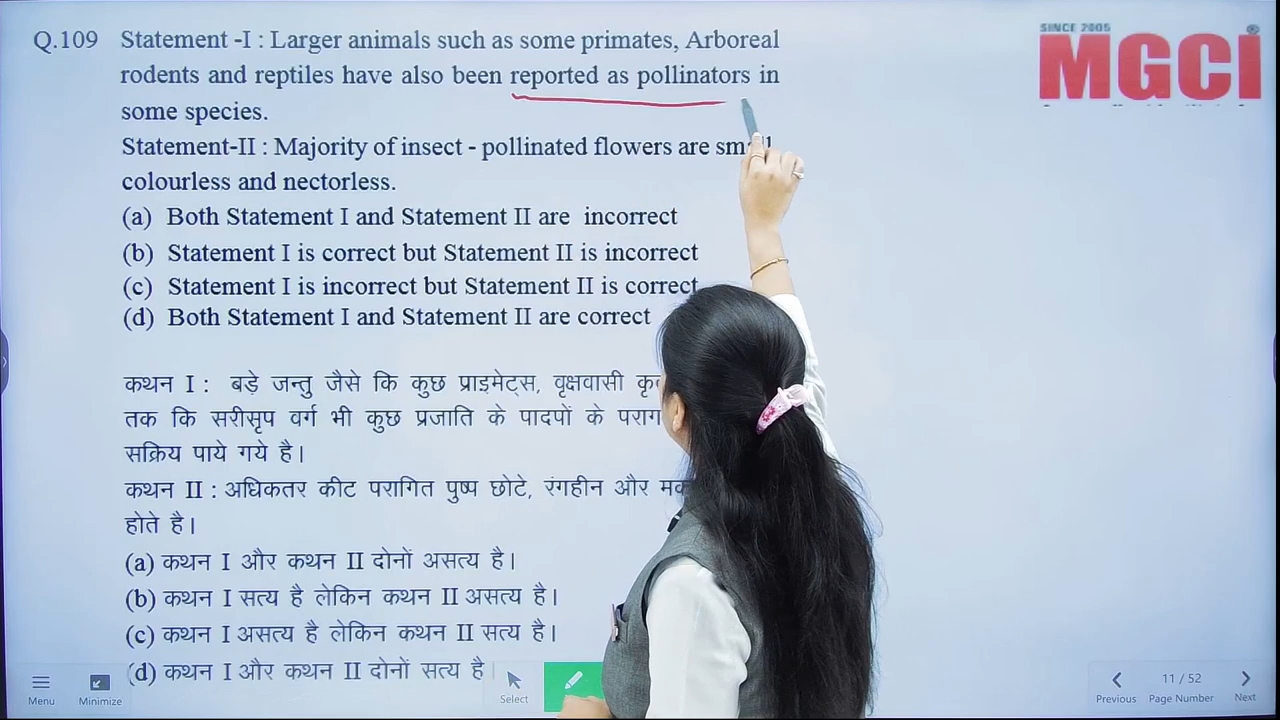 SINCE 2005
MGCI
Q.109 Statement -I : Larger animals such as some primates, Arboreal
rodents and reptiles have also been reported as pollinators in
some species.
Statement-II : Majority of insect - pollinated flowers are small
colourless and nectorless.
(a) Both Statement I and Statement II are incorrect
(b) Statement I is correct but Statement II is incorrect
(c) Statement I is incorrect but Statement II is correct
(d) Both Statement I and Statement II are correct
कथन I : बड़े जन्तु जैसे कि कुछ प्राइमेट्स, वृक्षवासी
तक कि सरीसृप वर्ग भी कुछ प्रजाति के पादपों के
सक्रिय पाये गये है।
कथन II : अधिकतर कीट परागित पुष्प छोटे, रंगहीन और
होते है।
(a) कथन I और कथन II दोनों असत्य है।
(b) कथन I सत्य है लेकिन कथन II असत्य है।
(c) कथन I असत्य है लेकिन कथन II सत्य है।
(d) कथन I और कथन II दोनों सत्य है
Menu
Minimize
Select
Previous
11 / 52
Page Number
Next